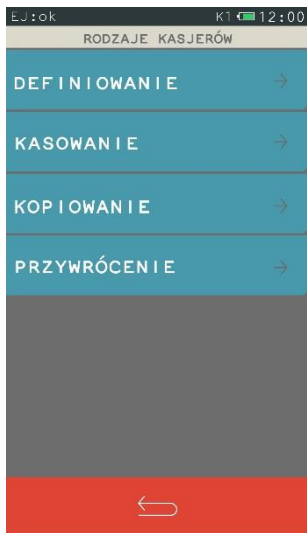 EJ:ok K1 12:00
RODZAJE KASJERÓW
DEFINIOWANIE
KASOWANIE
KOPIOWANIE
PRZYWRÓCENIE